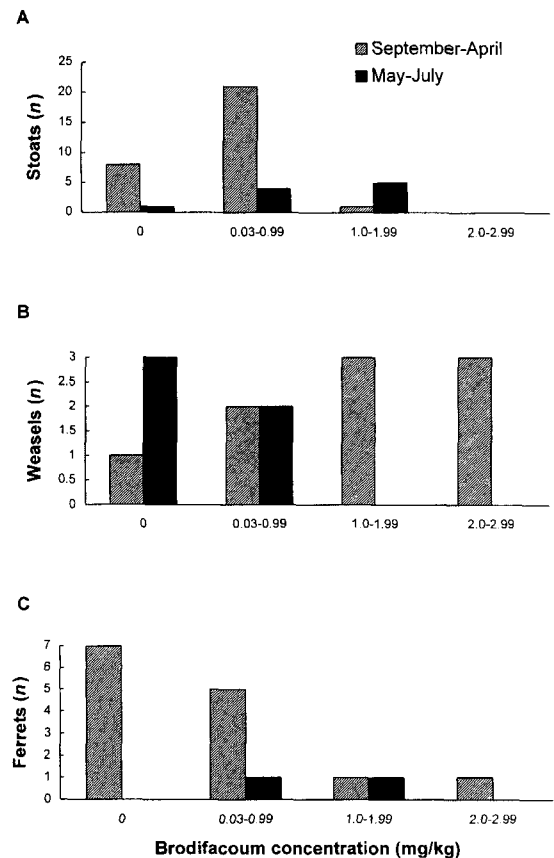 A
September-April
May-July
Stoats (n)
25
20
15
10
5
0
0 0.03-0.99 1.0-1.99 2.0-2.99
B
Weasels (n)
3
2.5
2
1.5
1
0.5
0
0 0.03-0.99 1.0-1.99 2.0-2.99
C
Ferrets (n)
7
6
5
4
3
2
1
0
0 0.03-0.99 1.0-1.99 2.0-2.99
Brodifacoum concentration (mg/kg)